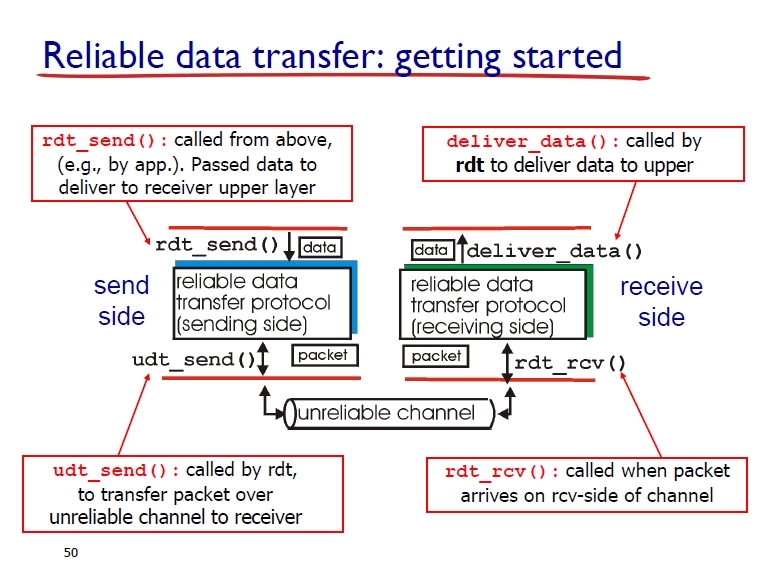 Reliable data transfer: getting started
rdt_send(): called from above,
(e.g., by app.). Passed data to
deliver to receiver upper layer
deliver_data(): called by
rdt to deliver data to upper
rdt_send()
data
data
deliver_data()
send
side
reliable data
transfer protocol
(sending side)
reliable data
transfer protocol
(receiving side)
receive
side
udt_send()
packet
packet
rdt_rcv()
unreliable channel
udt_send(): called by rdt,
to transfer packet over
unreliable channel to receiver
rdt_rcv(): called when packet
arrives on rcv-side of channel
50